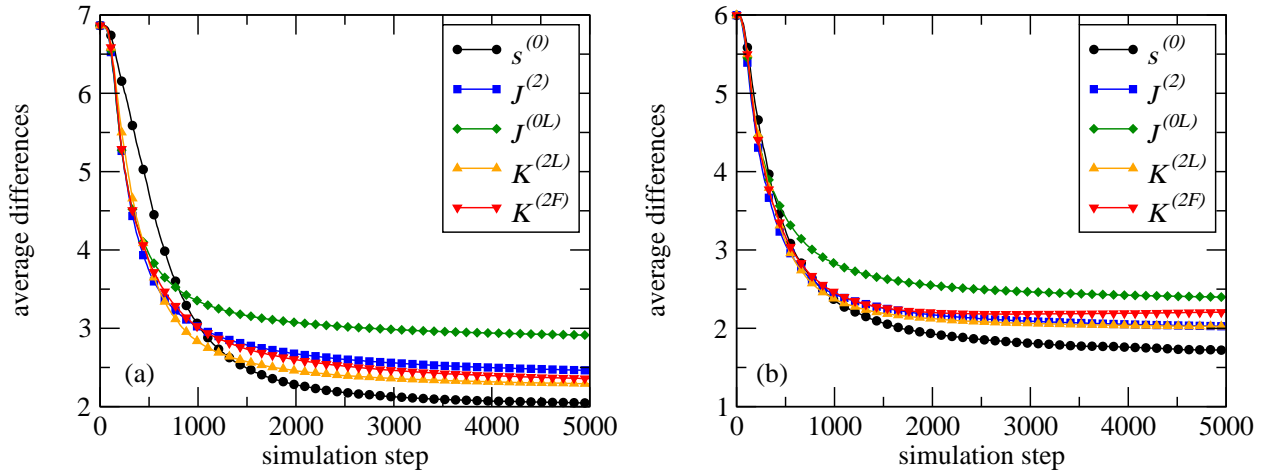 7
6
5
4
3
2
average differences
0 1000 2000 3000 4000 5000
simulation step
(a)
s^(0)
J^(2)
J^(0L)
K^(2L)
K^(2F)
6
5
4
3
2
1
average differences
0 1000 2000 3000 4000 5000
simulation step
(b)
s^(0)
J^(2)
J^(0L)
K^(2L)
K^(2F)